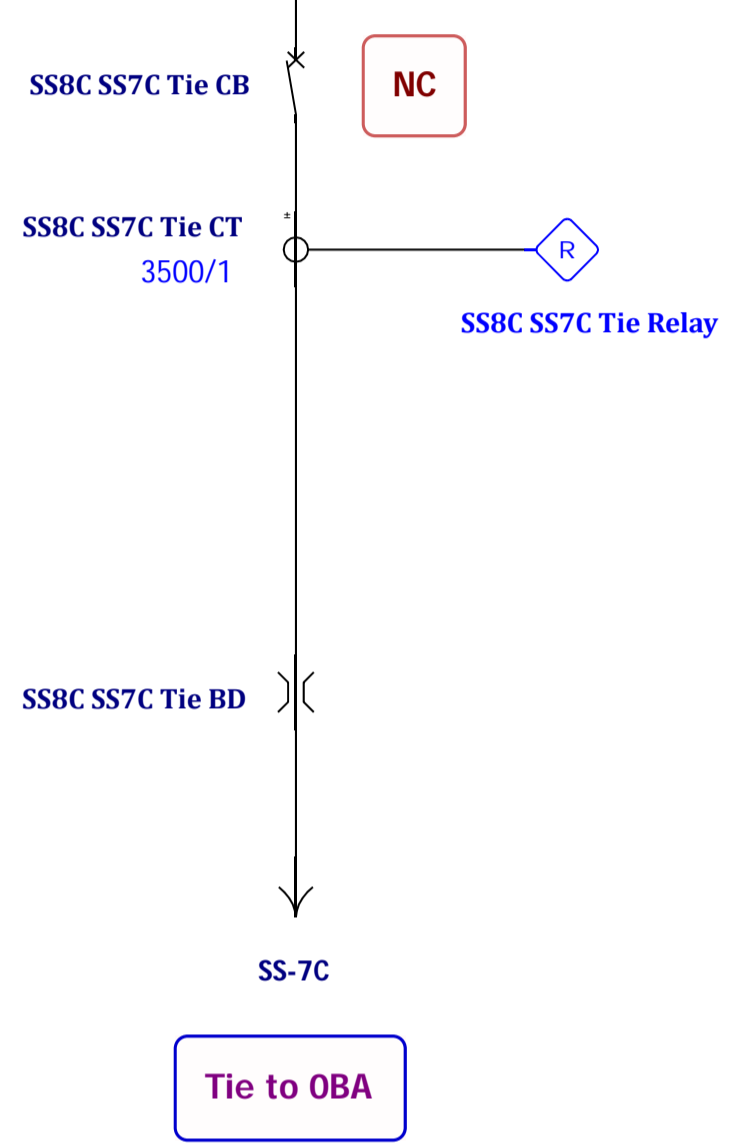 SS8C SS7C Tie CB
NC
±
SS8C SS7C Tie CT
3500/1
R
SS8C SS7C Tie Relay
SS8C SS7C Tie BD
SS-7C
Tie to 0BA